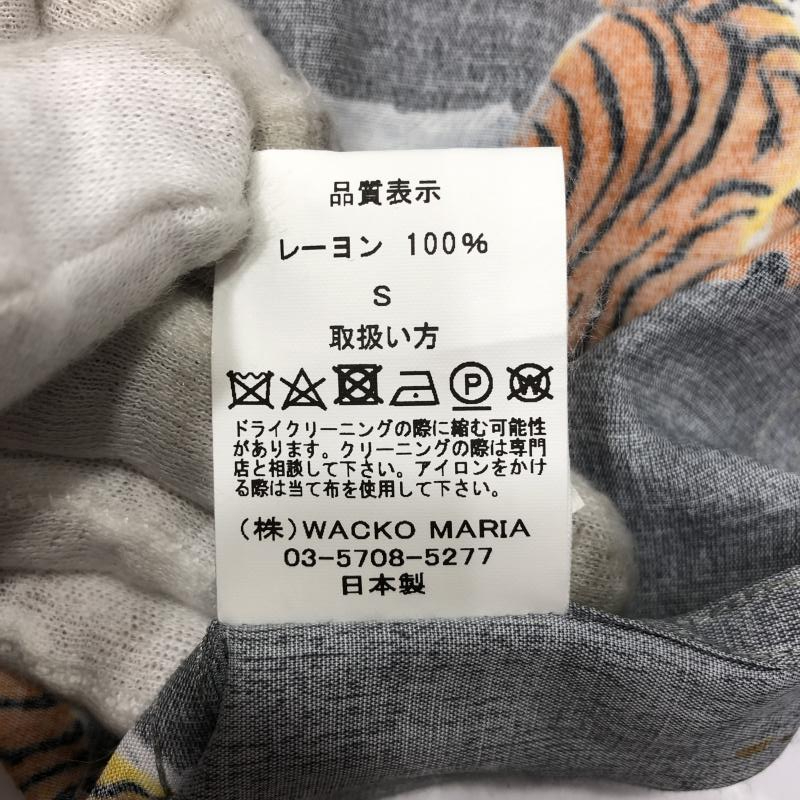 品質表示
レーヨン 100%
S
取扱い方
P W
ドライクリーニングの際に縮む可能性
があります。クリーニングの際は専門
店と相談して下さい。アイロンをかけ
る際は当て布を使用して下さい。
(株)WACKO MARIA
03-5708-5277
日本製